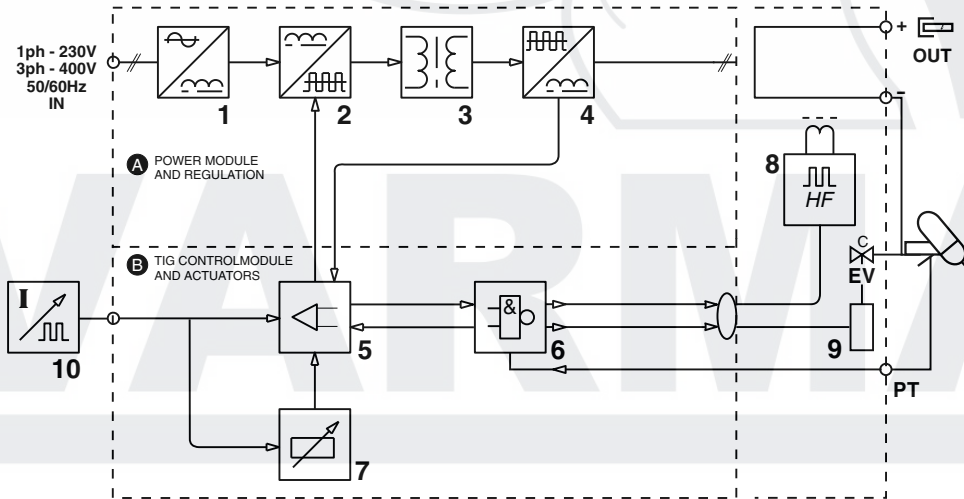 1ph - 230V
3ph - 400V
50/60Hz
IN
1
2
3
4
+
OUT
-
A POWER MODULE
AND REGULATION
8
HF
B TIG CONTROLMODULE
AND ACTUATORS
C
EV
I
10
5
&
6
9
PT
7
VARMA